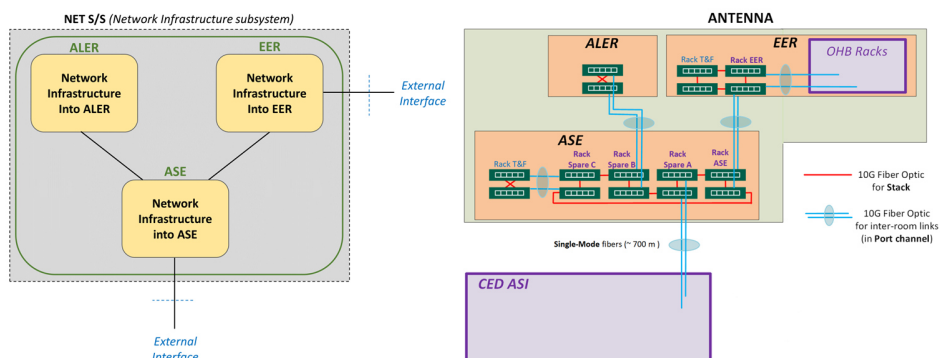 NET S/S (Network Infrastructure subsystem)
ALER
EER
Network
Infrastructure
Into ALER
Network
Infrastructure
Into EER
External
Interface
ASE
Network
Infrastructure
into ASE
External
Interface
ANTENNA
ALER
EER
OHB Racks
Rack T&F
Rack EER
ASE
Rack T&F
Rack
Spare C
Rack
Spare B
Rack
Spare A
Rack
ASE
10G Fiber Optic
for Stack
10G Fiber Optic
for inter-room links
(in Port channel)
Single-Mode fibers (~ 700 m )
CED ASI